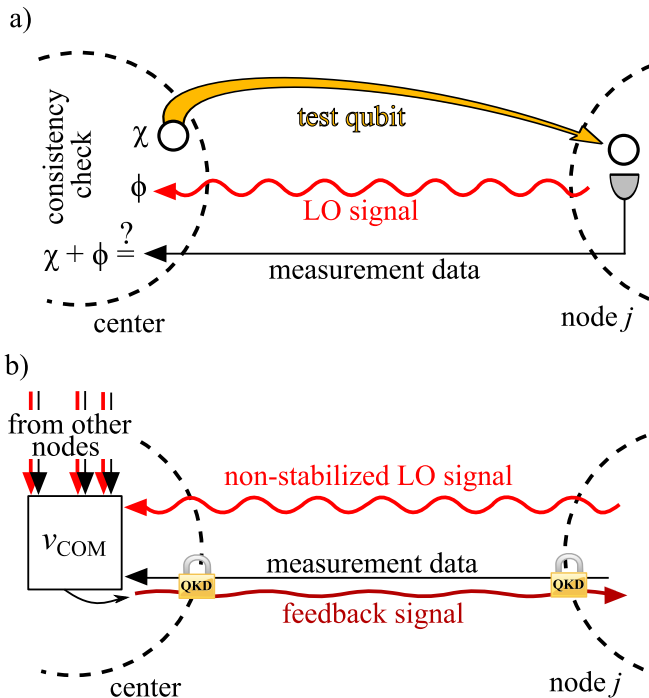 a)
consistency
check
χ
test qubit
ϕ
LO signal
χ + ϕ ≟
measurement data
center
node j
b)
from other
nodes
non-stabilized LO signal
νCOM
measurement data
QKD
QKD
feedback signal
center
node j